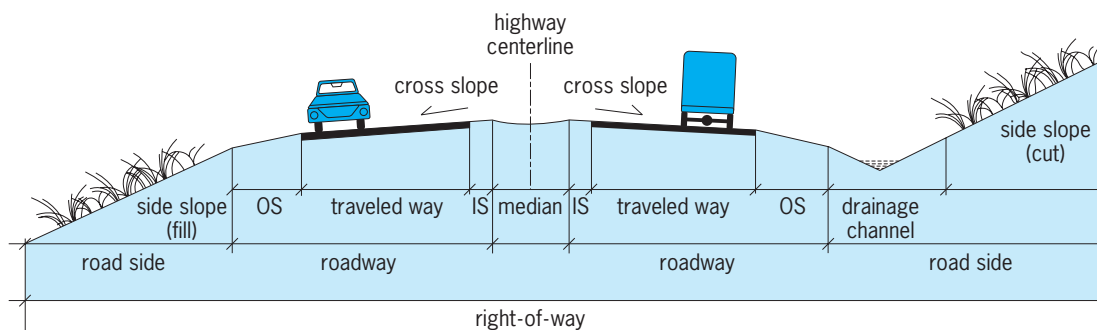 highway
centerline
cross slope
cross slope
side slope
(cut)
side slope
(fill)
OS
traveled way
IS
median
IS
traveled way
OS
drainage
channel
road side
roadway
roadway
road side
right-of-way